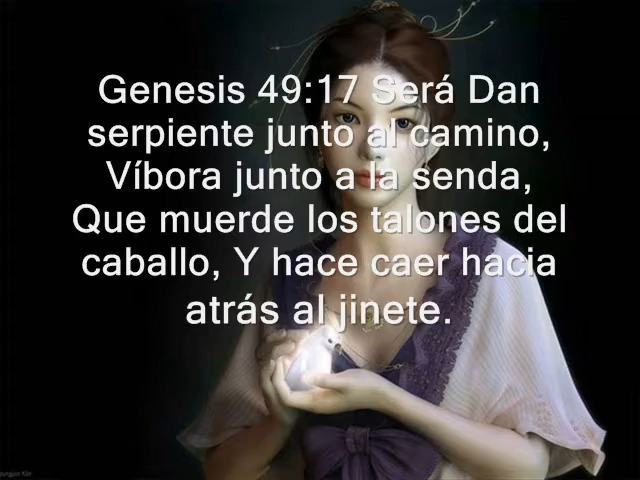 Genesis 49:17 Será Dan
serpiente junto al camino,
Víbora junto a la senda,
Que muerde los talones del
caballo, Y hace caer hacia
atrás al jinete.